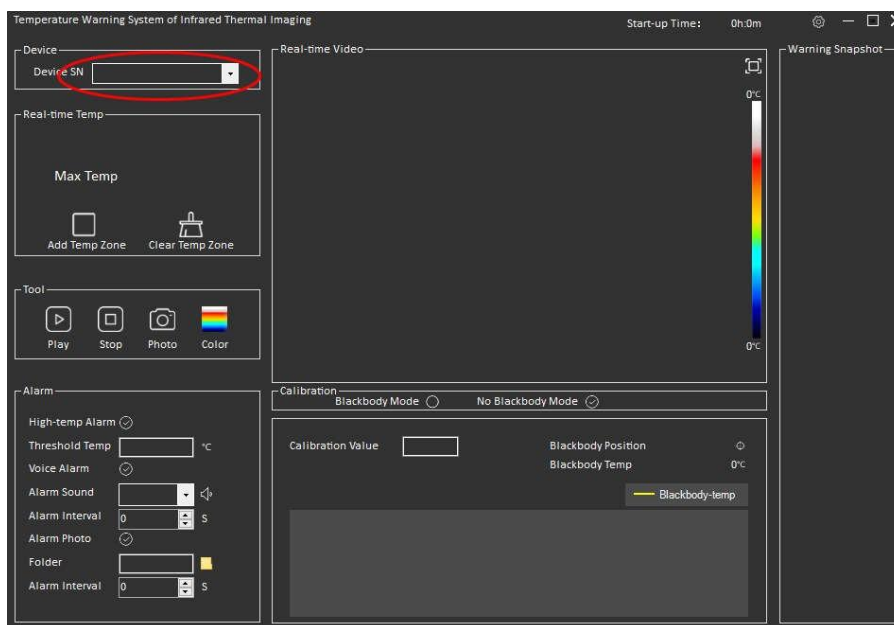 Temperature Warning System of Infrared Thermal Imaging
Start-up Time: 0h:0m
Device
Device SN
Real-time Temp
Max Temp
Add Temp Zone Clear Temp Zone
Tool
Play Stop Photo Color
Alarm
High-temp Alarm
Threshold Temp °C
Voice Alarm
Alarm Sound
Alarm Interval 0 S
Alarm Photo
Folder
Alarm Interval 0 S
Real-time Video
0°C
0°C
Calibration
Blackbody Mode No Blackbody Mode
Calibration Value
Blackbody Position
Blackbody Temp 0°C
Blackbody-temp
Warning Snapshot